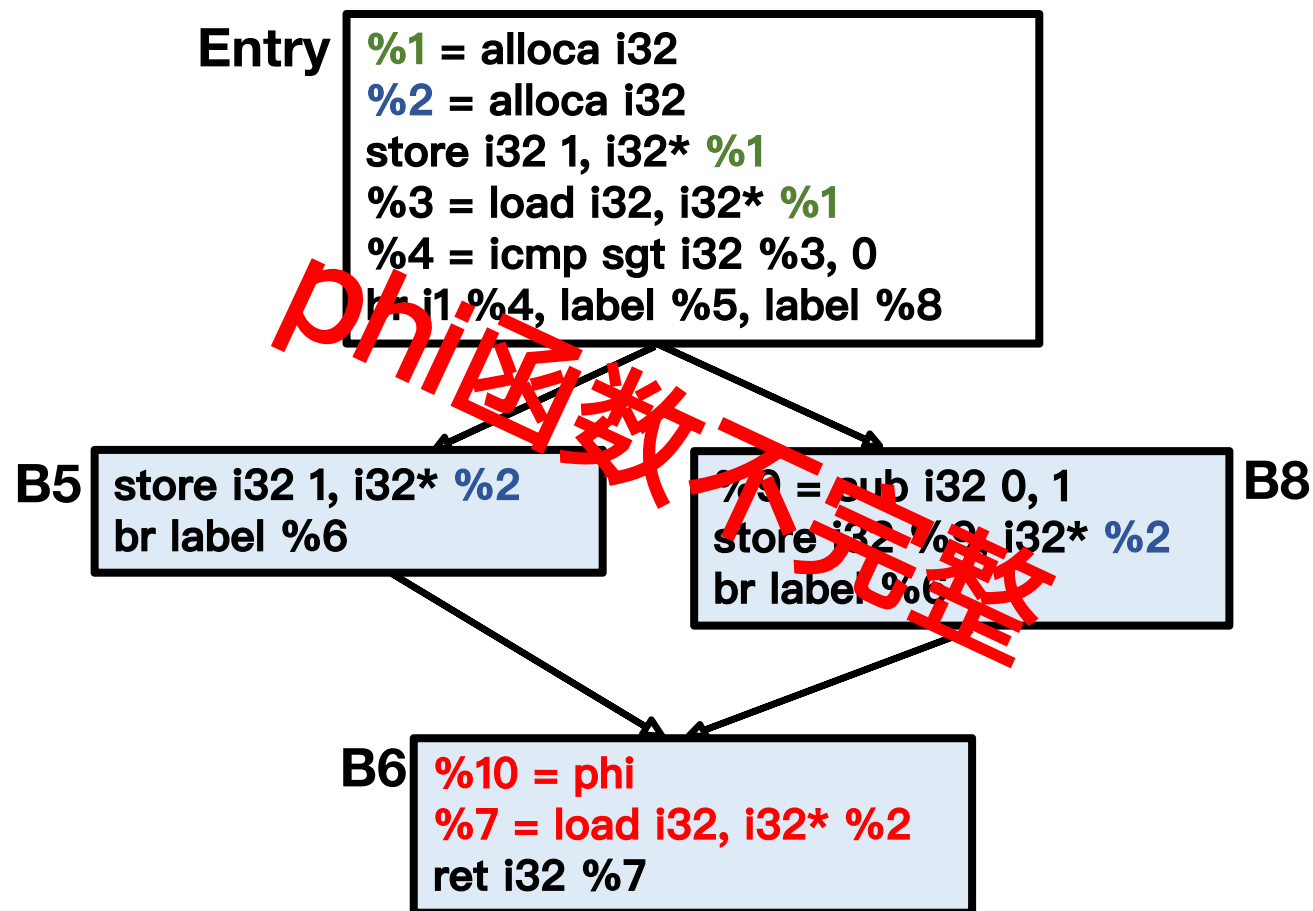 Entry
%1 = alloca i32
%2 = alloca i32
store i32 1, i32* %1
%3 = load i32, i32* %1
%4 = icmp sgt i32 %3, 0
br i1 %4, label %5, label %8
phi函数不完整
B5
store i32 1, i32* %2
br label %6
B8
%9 = sub i32 0, 1
store i32 %9, i32* %2
br label %6
B6
%10 = phi
%7 = load i32, i32* %2
ret i32 %7